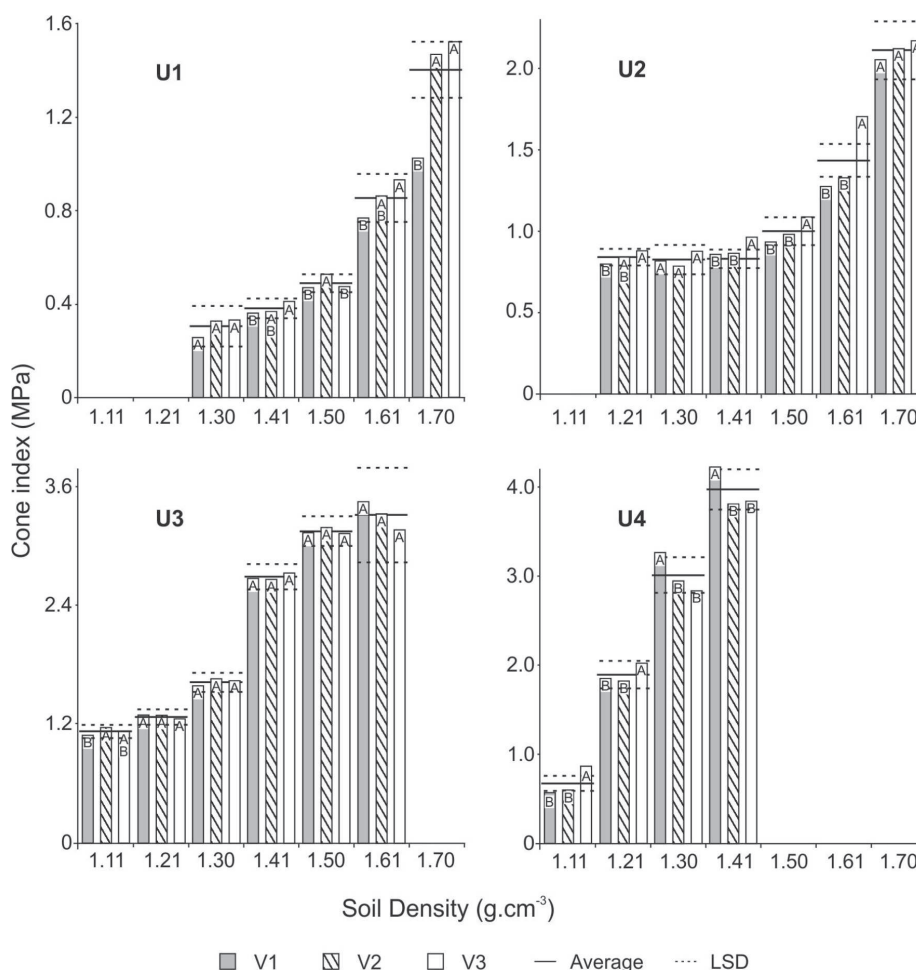 Cone index (MPa)
U1
1.6
1.2
0.8
0.4
0
A A A
B A B A
B A B
B A B A
B A A
1.11 1.21 1.30 1.41 1.50 1.61 1.70
U2
2.0
1.5
1.0
0.5
0.0
B A B A
A A A
B B A
B B A
B B A
A A A
1.11 1.21 1.30 1.41 1.50 1.61 1.70
U3
3.6
2.4
1.2
0
B A A B
A A A
A A A
A A A
A A A
A A A
1.11 1.21 1.30 1.41 1.50 1.61 1.70
U4
4.0
3.0
2.0
1.0
0
B B A
B B A
A B B
A B B
1.11 1.21 1.30 1.41 1.50 1.61 1.70
Soil Density (g.cm⁻³)
V1 V2 V3 Average LSD